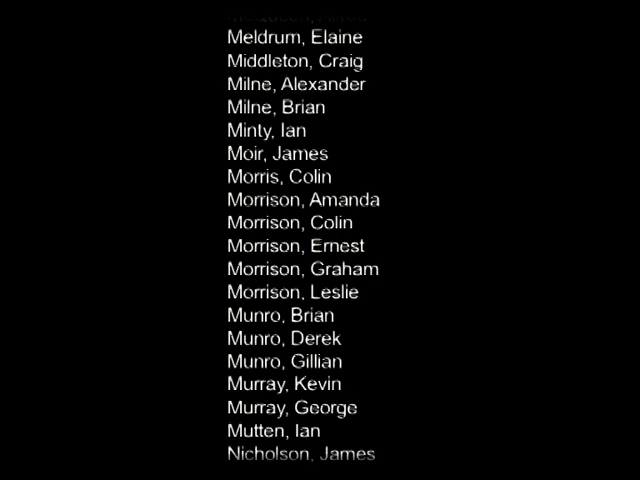 Meldrum, Elaine
Middleton, Craig
Milne, Alexander
Milne, Brian
Minty, Ian
Moir, James
Morris, Colin
Morrison, Amanda
Morrison, Colin
Morrison, Ernest
Morrison, Graham
Morrison, Leslie
Munro, Brian
Munro, Derek
Munro, Gillian
Murray, Kevin
Murray, George
Mutten, Ian
Nicholson, James